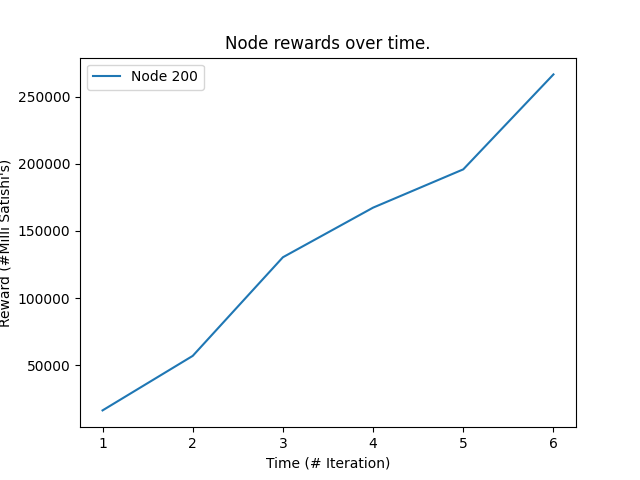 Node rewards over time.
Node 200
250000
200000
150000
100000
50000
Reward (#Milli Satishi's)
1 2 3 4 5 6
Time (# Iteration)